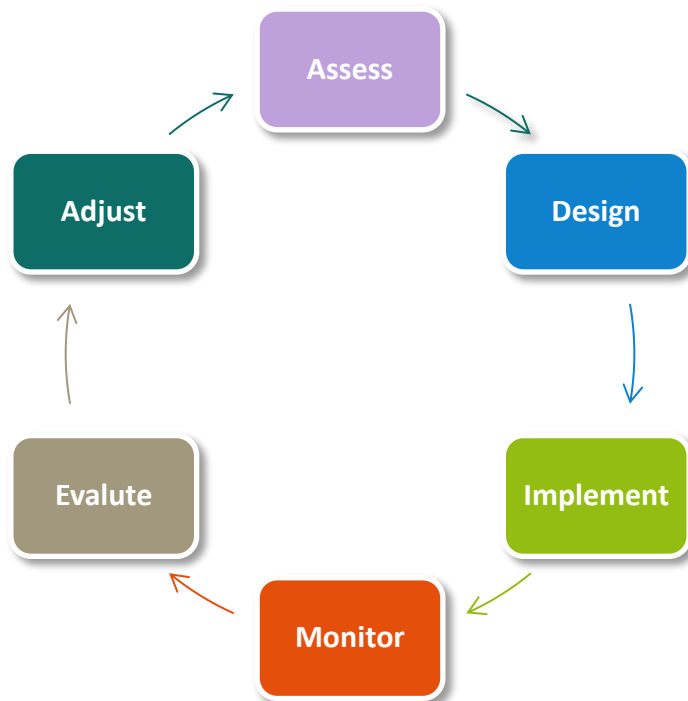 Assess
Design
Implement
Monitor
Evalute
Adjust